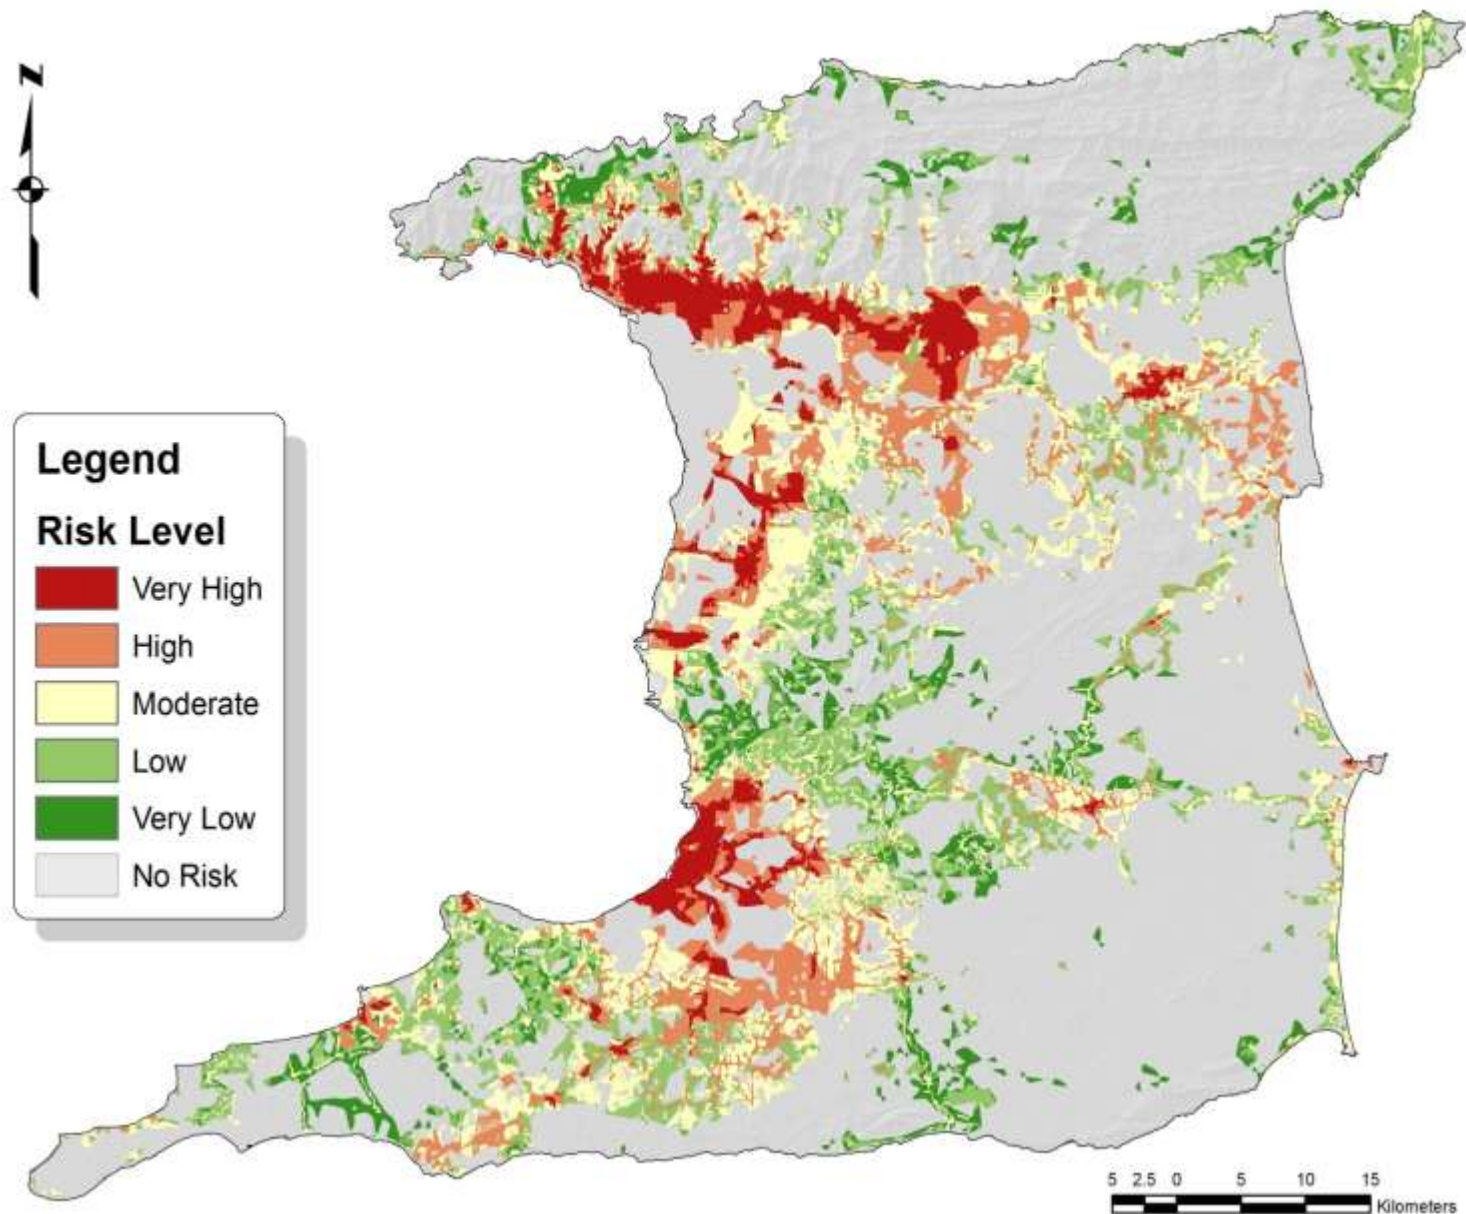 N
Legend
Risk Level
Very High
High
Moderate
Low
Very Low
No Risk
5 2.5 0 5 10 15
Kilometers